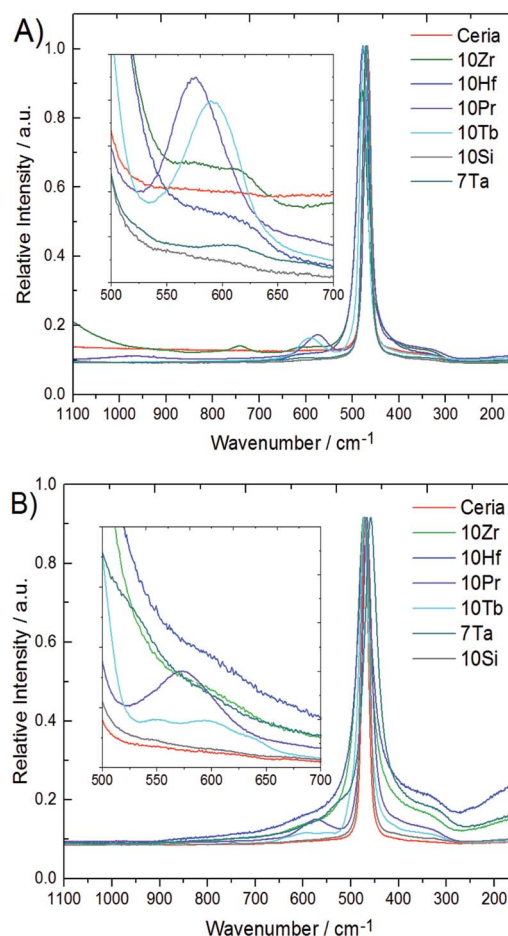 A)
Relative Intensity / a.u.
1.0
0.8
0.6
0.4
0.2
0.0
Ceria
10Zr
10Hf
10Pr
10Tb
10Si
7Ta
500 550 600 650 700
1100 1000 900 800 700 600 500 400 300 200
Wavenumber / cm-1
B)
Relative Intensity / a.u.
1.0
0.8
0.6
0.4
0.2
0.0
Ceria
10Zr
10Hf
10Pr
10Tb
7Ta
10Si
500 550 600 650 700
1100 1000 900 800 700 600 500 400 300 200
Wavenumber / cm-1